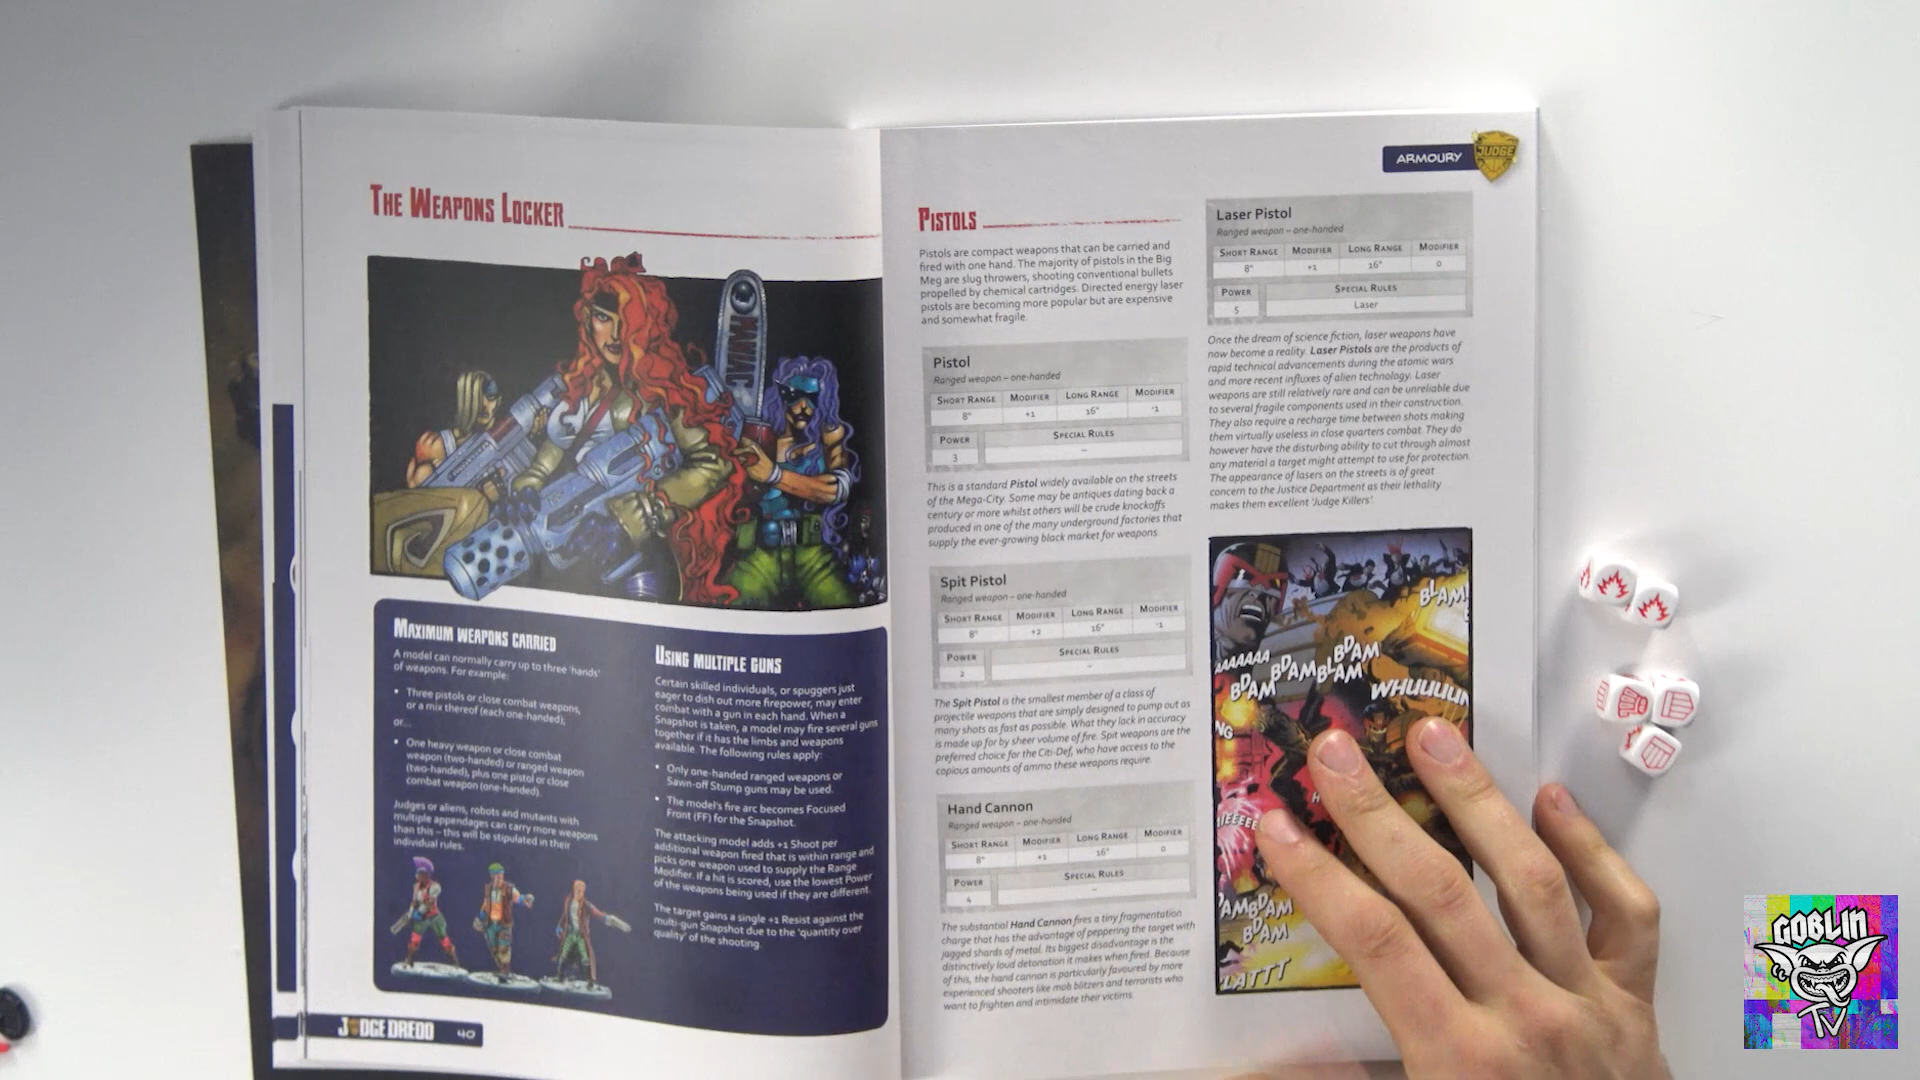 THE WEAPONS LOCKER
MANIAC
MAXIMUM WEAPONS CARRIED
A model can normally carry up to three 'hands'
of weapons. For example:
• Three pistols or close combat weapons,
or a mix thereof (each one-handed);
or...
• One heavy weapon or close combat
weapon (two-handed) or ranged weapon
(two-handed), plus one pistol or close
combat weapon (one-handed).
Judges or aliens, robots and mutants with
multiple appendages can carry more weapons
than this – this will be stipulated in their
individual rules.
USING MULTIPLE GUNS
Certain skilled individuals, or spuggers just
eager to dish out more firepower, may enter
combat with a gun in each hand. When a
Snapshot is taken, a model may fire several guns
together if it has the limbs and weapons
available. The following rules apply:
• Only one-handed ranged weapons or
Sawn-off Stump guns may be used.
• The model's fire arc becomes Focused
Front (FF) for the Snapshot.
The attacking model adds +1 Shoot per
additional weapon fired that is within range and
picks one weapon used to supply the Range
Modifier. If a hit is scored, use the lowest Power
of the weapons being used if they are different.
The target gains a single +1 Resist against the
multi-gun Snapshot due to the 'quantity over
quality' of the shooting.
JUDGE DREDD 40
ARMOURY JUDGE
PISTOLS
Pistols are compact weapons that can be carried and
fired with one hand. The majority of pistols in the Big
Meg are slug throwers, shooting conventional bullets
propelled by chemical cartridges. Directed energy laser
pistols are becoming more popular but are expensive
and somewhat fragile.
Pistol
Ranged weapon – one-handed
SHORT RANGE MODIFIER LONG RANGE MODIFIER
8" +1 16" -1
POWER SPECIAL RULES
3 –
This is a standard Pistol widely available on the streets
of the Mega-City. Some may be antiques dating back a
century or more whilst others will be crude knockoffs
produced in one of the many underground factories that
supply the ever-growing black market for weapons.
Spit Pistol
Ranged weapon – one-handed
SHORT RANGE MODIFIER LONG RANGE MODIFIER
8" +2 16" -1
POWER SPECIAL RULES
2 –
The Spit Pistol is the smallest member of a class of
projectile weapons that are simply designed to pump out as
many shots as fast as possible. What they lack in accuracy
is made up for by sheer volume of fire. Spit weapons are the
preferred choice for the Citi-Def, who have access to the
copious amounts of ammo these weapons require.
Hand Cannon
Ranged weapon – one-handed
SHORT RANGE MODIFIER LONG RANGE MODIFIER
8" +1 16" 0
POWER SPECIAL RULES
4 –
The substantial Hand Cannon fires a tiny fragmentation
charge that has the advantage of peppering the target with
jagged shards of metal. Its biggest disadvantage is the
distinctively loud detonation it makes when fired. Because
of this, the hand cannon is particularly favoured by more
experienced shooters like mob blitzers and terrorists who
want to frighten and intimidate their victims.
Laser Pistol
Ranged weapon – one-handed
SHORT RANGE MODIFIER LONG RANGE MODIFIER
8" +1 16" 0
POWER SPECIAL RULES
5 Laser
Once the dream of science fiction, laser weapons have
now become a reality. Laser Pistols are the products of
rapid technical advancements during the atomic wars
and more recent influxes of alien technology. Laser
weapons are still relatively rare and can be unreliable due
to several fragile components used in their construction.
They also require a recharge time between shots making
them virtually useless in close quarters combat. They do
however have the disturbing ability to cut through almost
any material a target might attempt to use for protection.
The appearance of lasers on the streets is of great
concern to the Justice Department as their lethality
makes them excellent 'Judge Killers'.
BLAM!
AAAAAA
BDAM BDAM BLAM BDAM
WHUUUUN
NG
AIEEEEE
BDAM
BDAM
LATTT
GOBLIN
TV